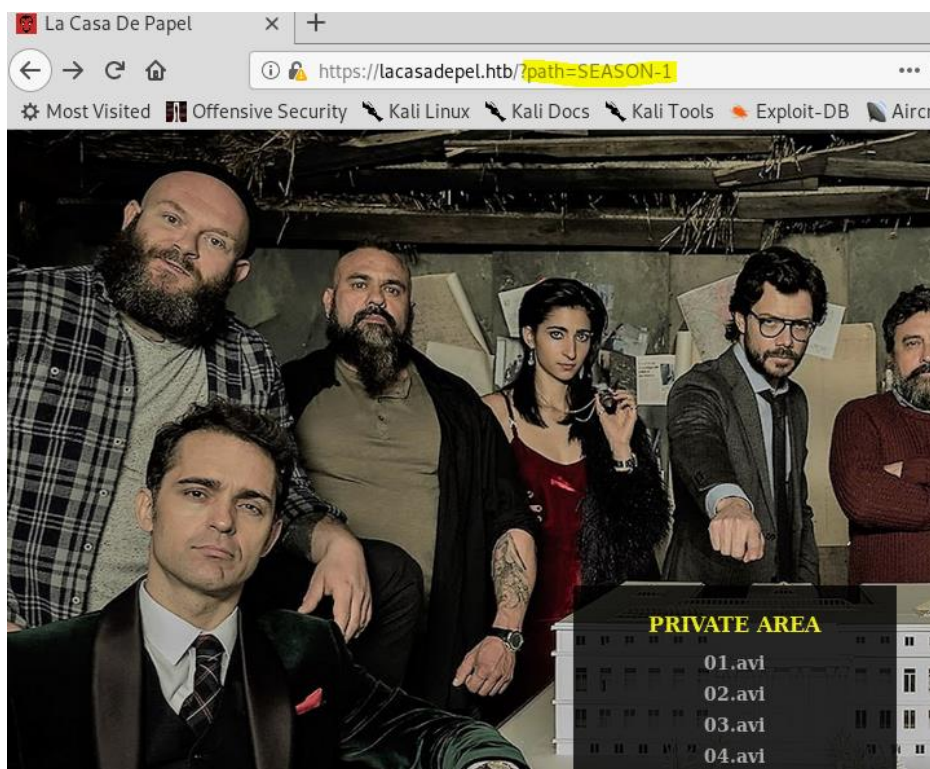 La Casa De Papel
https://lacasadepel.htb/?path=SEASON-1
Most Visited Offensive Security Kali Linux Kali Docs Kali Tools Exploit-DB
PRIVATE AREA
01.avi
02.avi
03.avi
04.avi